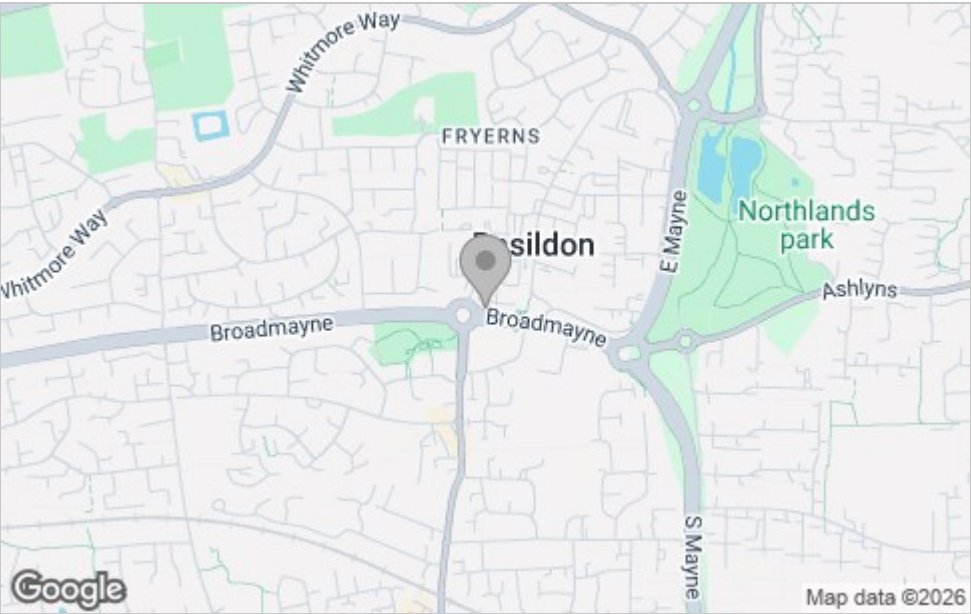 Whitmore Way
FRYERNS
E Mayne
Northlands
park
Whitmore Way
Basildon
Ashlyns
Broadmayne
Broadmayne
S Mayne
Google
Map data ©2026